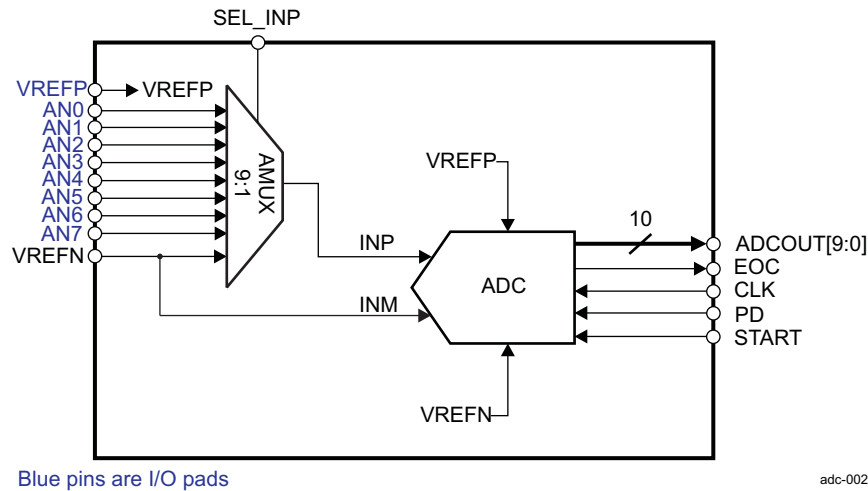 SEL_INP
VREFP
VREFP
AN0
AN1
AN2
AN3
AN4
AN5
AN6
AN7
VREFN
AMUX
9:1
VREFP
INP
INM
ADC
VREFN
10
ADCOUT[9:0]
EOC
CLK
PD
START
Blue pins are I/O pads
adc-002